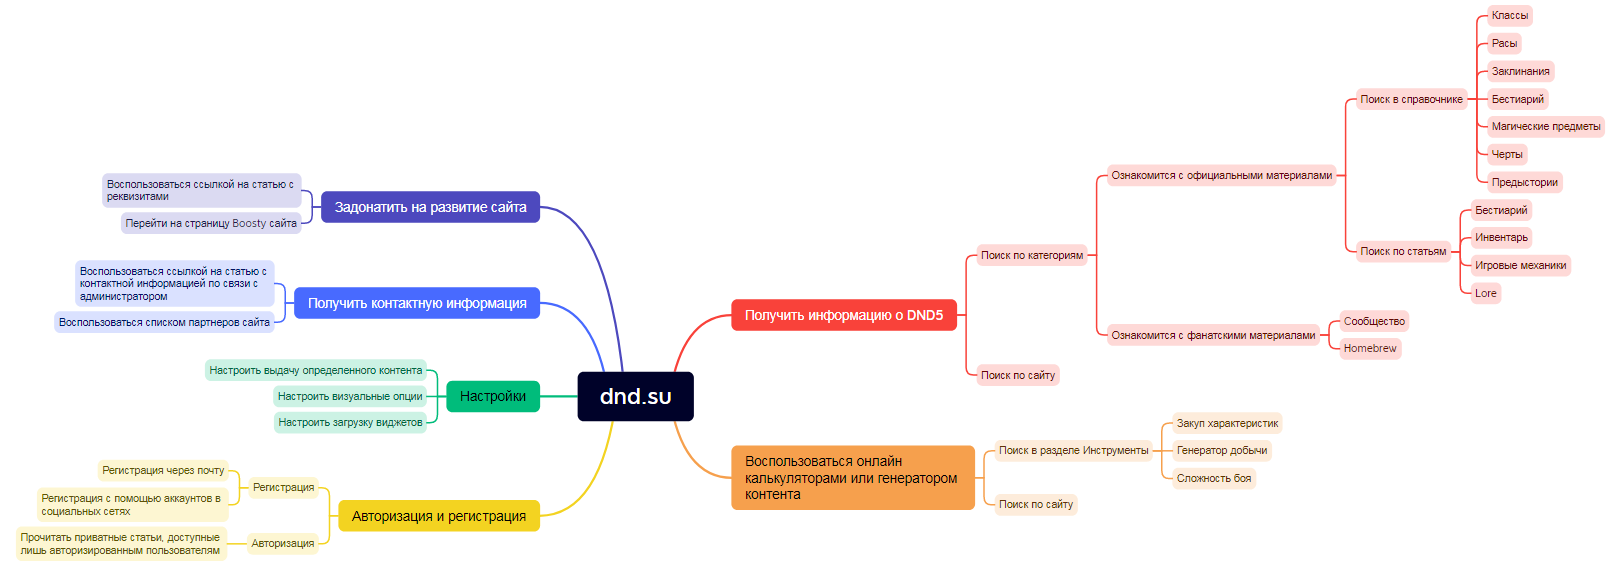 dnd.su
Задонатить на развитие сайта
Воспользоваться ссылкой на статью с
реквизитами
Перейти на страницу Boosty сайта
Получить контактную информация
Воспользоваться ссылкой на статью с
контактной информацией по связи с
администратором
Воспользоваться списком партнеров сайта
Настройки
Настроить выдачу определенного контента
Настроить визуальные опции
Настроить загрузку виджетов
Авторизация и регистрация
Регистрация
Регистрация через почту
Регистрация с помощью аккаунтов в
социальных сетях
Авторизация
Прочитать приватные статьи, доступные
лишь авторизированным пользователям
Получить информацию о DND5
Поиск по категориям
Ознакомится с официальными материалами
Поиск в справочнике
Классы
Расы
Заклинания
Бестиарий
Магические предметы
Черты
Предыстории
Поиск по статьям
Бестиарий
Инвентарь
Игровые механики
Lore
Ознакомится с фанатскими материалами
Сообщество
Homebrew
Поиск по сайту
Воспользоваться онлайн
калькуляторами или генератором
контента
Поиск в разделе Инструменты
Закуп характеристик
Генератор добычи
Сложность боя
Поиск по сайту